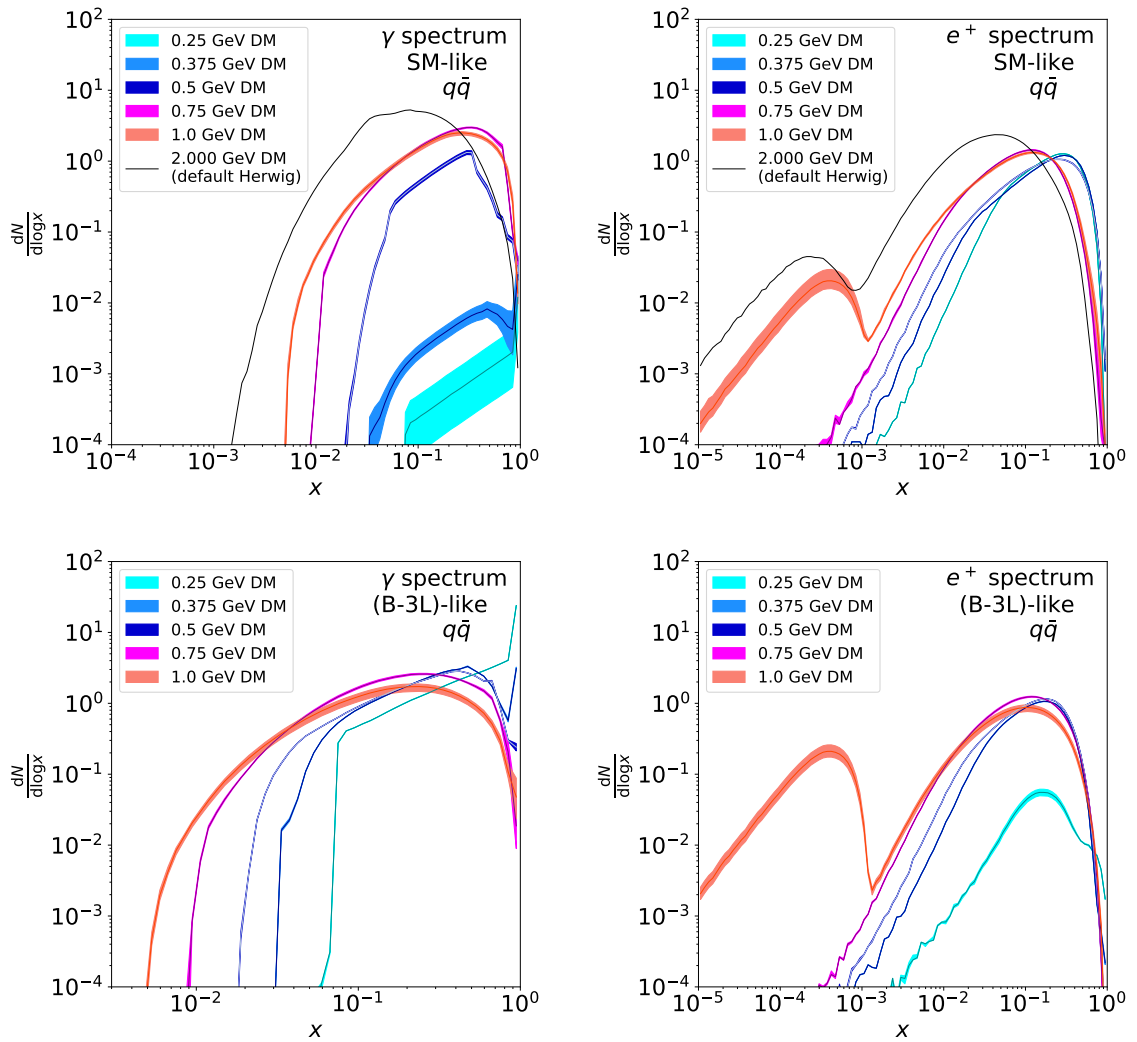 γ spectrum
SM-like
qq̄
0.25 GeV DM
0.375 GeV DM
0.5 GeV DM
0.75 GeV DM
1.0 GeV DM
2.000 GeV DM
(default Herwig)
dN/dlogx
10^2
10^1
10^0
10^-1
10^-2
10^-3
10^-4
10^-4 10^-3 10^-2 10^-1 10^0
x
e^+ spectrum
SM-like
qq̄
0.25 GeV DM
0.375 GeV DM
0.5 GeV DM
0.75 GeV DM
1.0 GeV DM
2.000 GeV DM
(default Herwig)
dN/dlogx
10^2
10^1
10^0
10^-1
10^-2
10^-3
10^-4
10^-5 10^-4 10^-3 10^-2 10^-1 10^0
x
γ spectrum
(B-3L)-like
qq̄
0.25 GeV DM
0.375 GeV DM
0.5 GeV DM
0.75 GeV DM
1.0 GeV DM
dN/dlogx
10^2
10^1
10^0
10^-1
10^-2
10^-3
10^-4
10^-2 10^-1 10^0
x
e^+ spectrum
(B-3L)-like
qq̄
0.25 GeV DM
0.375 GeV DM
0.5 GeV DM
0.75 GeV DM
1.0 GeV DM
dN/dlogx
10^2
10^1
10^0
10^-1
10^-2
10^-3
10^-4
10^-5 10^-4 10^-3 10^-2 10^-1 10^0
x